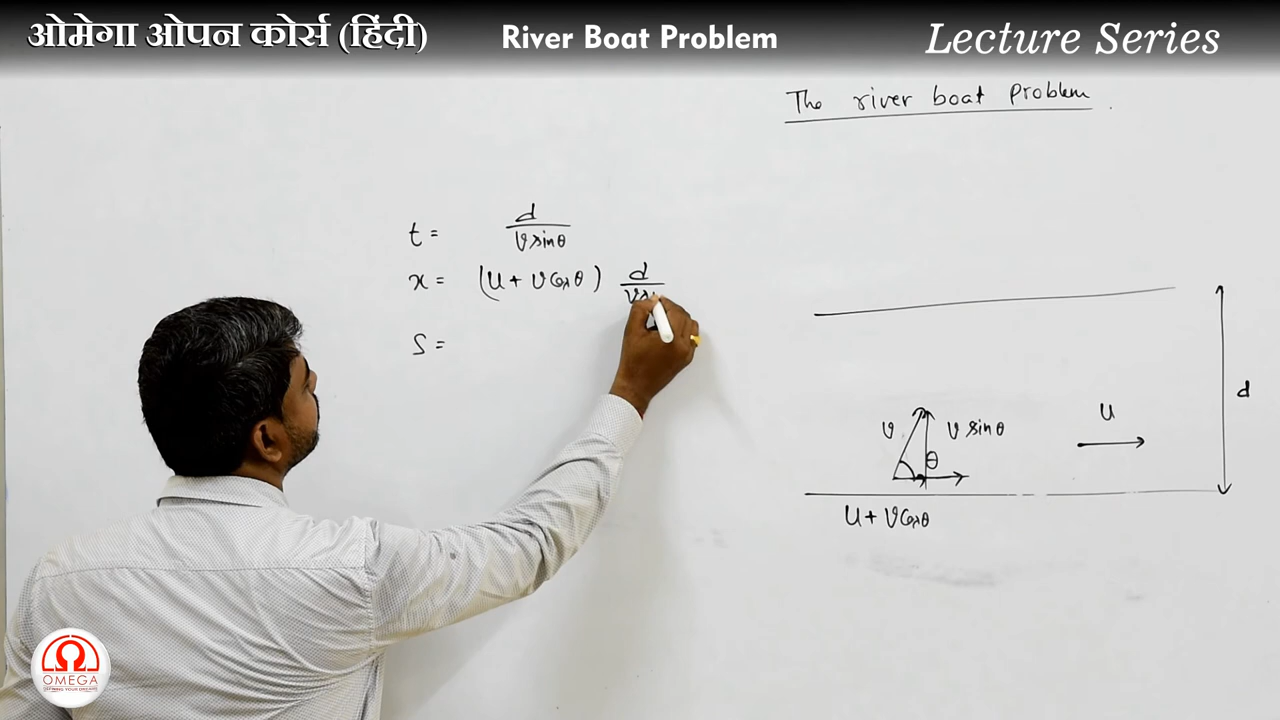 ओमेगा ओपन कोर्स (हिंदी) River Boat Problem Lecture Series
The river boat problem
t = d / v sinθ
x = (u + v cosθ) d / v s
S =
d
u
v
v sinθ
θ
u + v cosθ
Ω
OMEGA